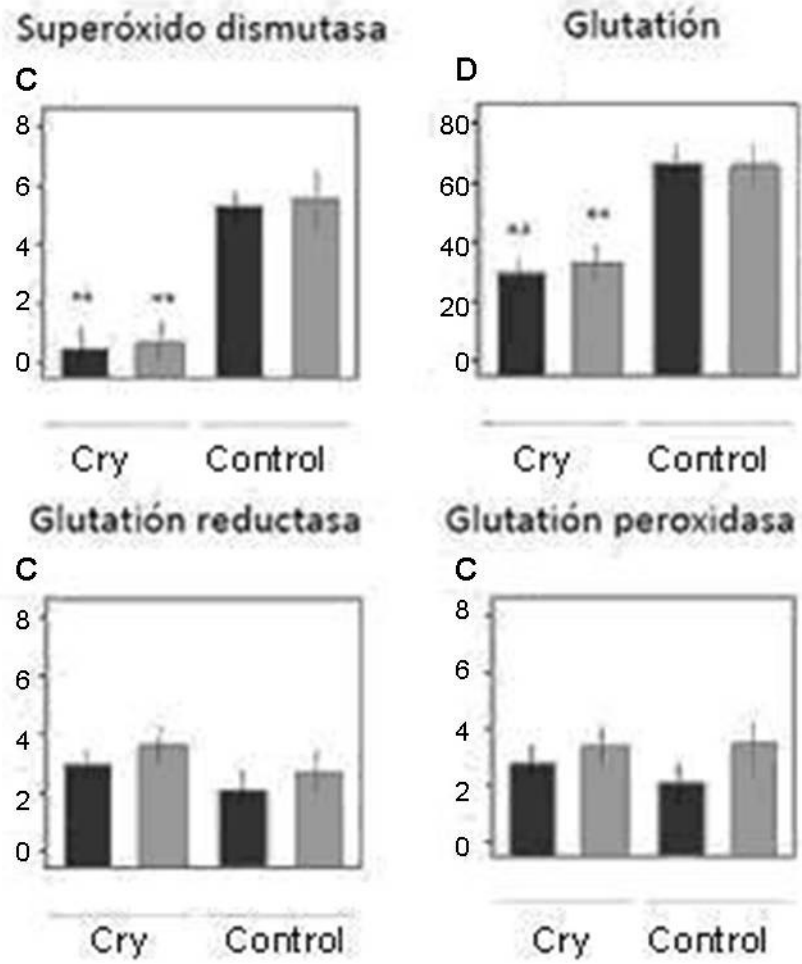 Superóxido dismutasa
C
8
6
4
2
0
** **
Cry Control
Glutatión
D
80
60
40
20
0
** **
Cry Control
Glutatión reductasa
C
8
6
4
2
0
Cry Control
Glutatión peroxidasa
C
8
6
4
2
0
Cry Control